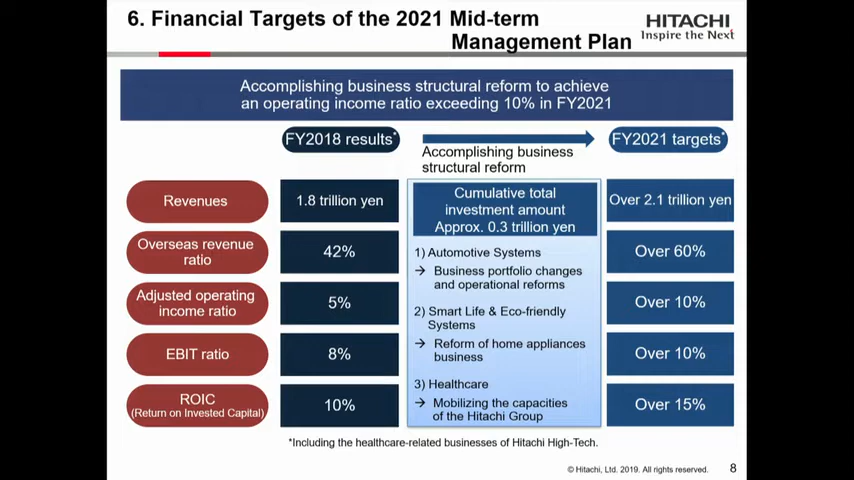 6. Financial Targets of the 2021 Mid-term
Management Plan
HITACHI
Inspire the Next
Accomplishing business structural reform to achieve
an operating income ratio exceeding 10% in FY2021
FY2018 results*
Accomplishing business
structural reform
FY2021 targets*
Revenues
1.8 trillion yen
Cumulative total
investment amount
Approx. 0.3 trillion yen
Over 2.1 trillion yen
Overseas revenue
ratio
42%
1) Automotive Systems
→ Business portfolio changes
and operational reforms
Over 60%
Adjusted operating
income ratio
5%
2) Smart Life & Eco-friendly
Systems
Over 10%
EBIT ratio
8%
→ Reform of home appliances
business
Over 10%
ROIC
(Return on Invested Capital)
10%
3) Healthcare
→ Mobilizing the capacities
of the Hitachi Group
Over 15%
*Including the healthcare-related businesses of Hitachi High-Tech.
© Hitachi, Ltd. 2019. All rights reserved.
8